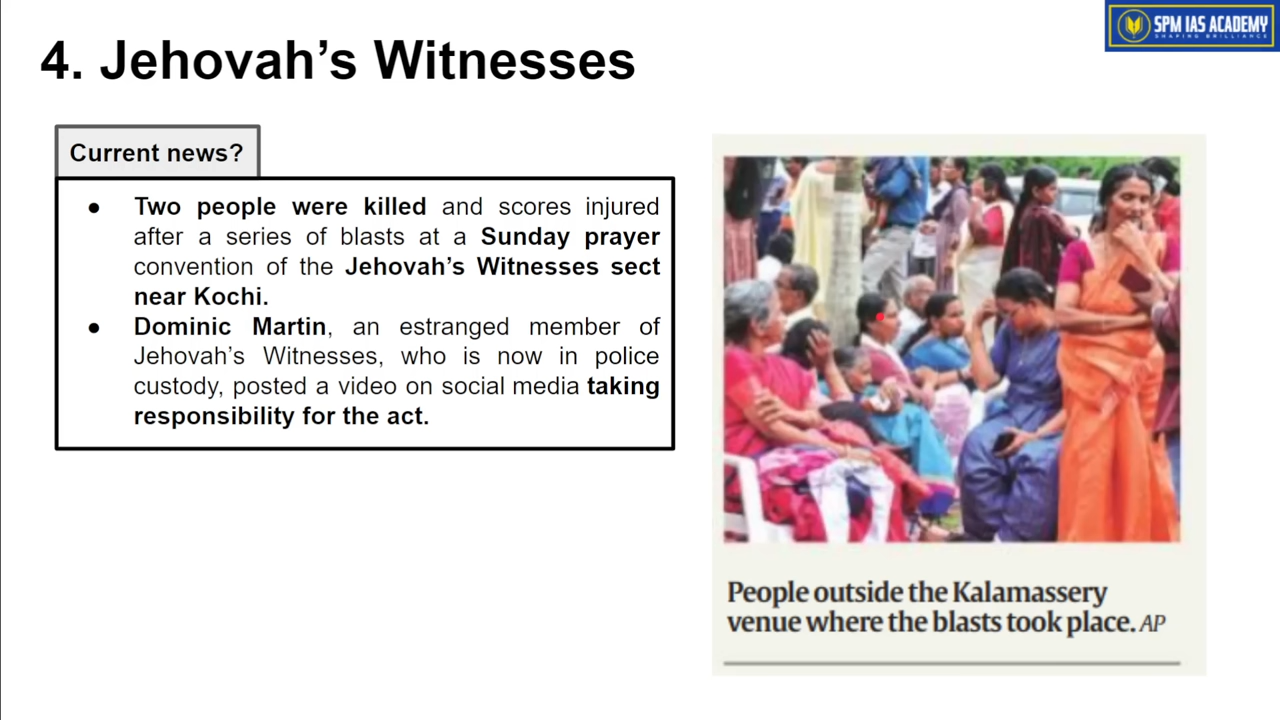 SPM IAS ACADEMY
SHAPING BRILLIANCE
4. Jehovah’s Witnesses
Current news?
● Two people were killed and scores injured
after a series of blasts at a Sunday prayer
convention of the Jehovah’s Witnesses sect
near Kochi.
● Dominic Martin, an estranged member of
Jehovah’s Witnesses, who is now in police
custody, posted a video on social media taking
responsibility for the act.
People outside the Kalamassery
venue where the blasts took place. AP